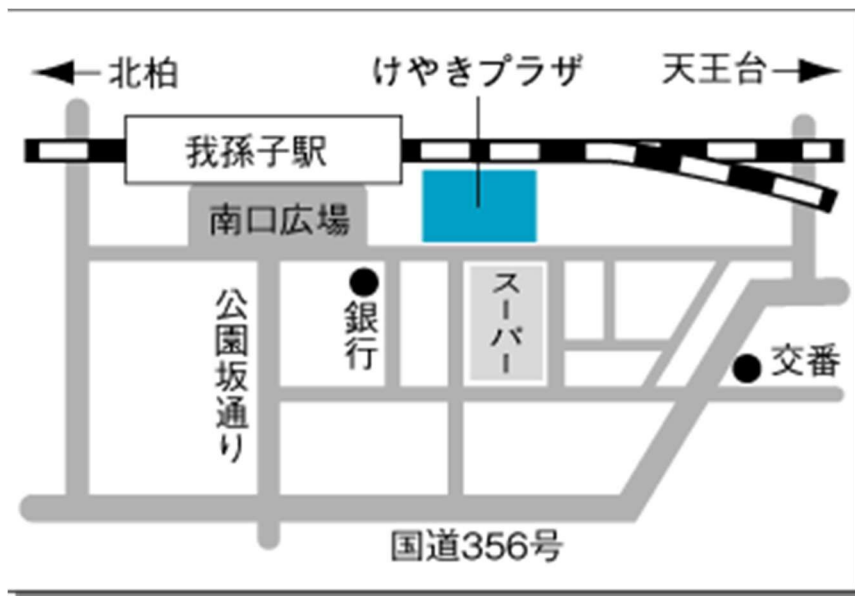 北柏
けやきプラザ
天王台
我孫子駅
南口広場
公園坂通り
銀行
スーパー
交番
国道356号